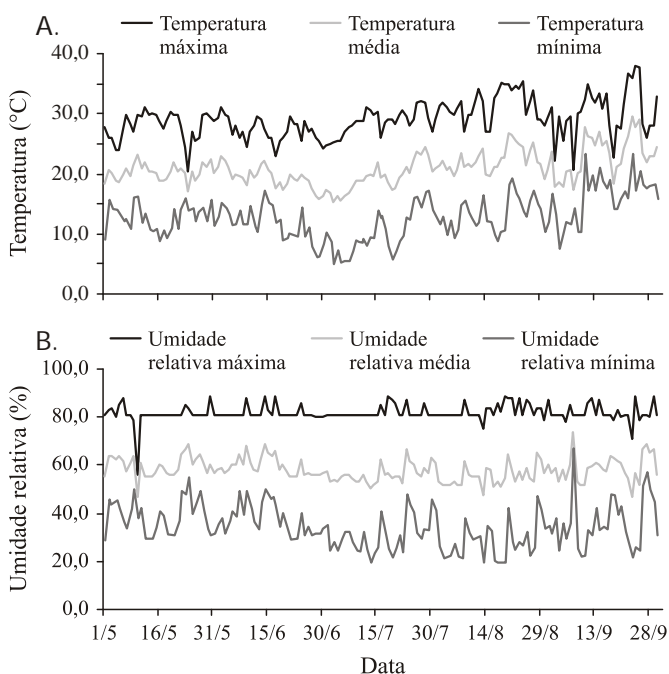 A.
Temperatura máxima
Temperatura média
Temperatura mínima
Temperatura (°C)
40,0
30,0
20,0
10,0
0,0
B.
Umidade relativa máxima
Umidade relativa média
Umidade relativa mínima
Umidade relativa (%)
100,0
80,0
60,0
40,0
20,0
0,0
1/5 16/5 31/5 15/6 30/6 15/7 30/7 14/8 29/8 13/9 28/9
Data